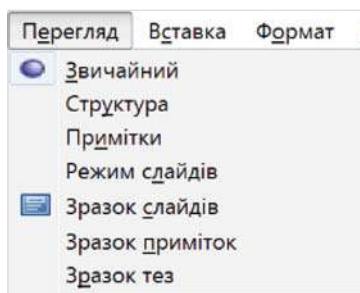 Перегляд Вставка Формат
Звичайний
Структура
Примітки
Режим слайдів
Зразок слайдів
Зразок приміток
Зразок тез